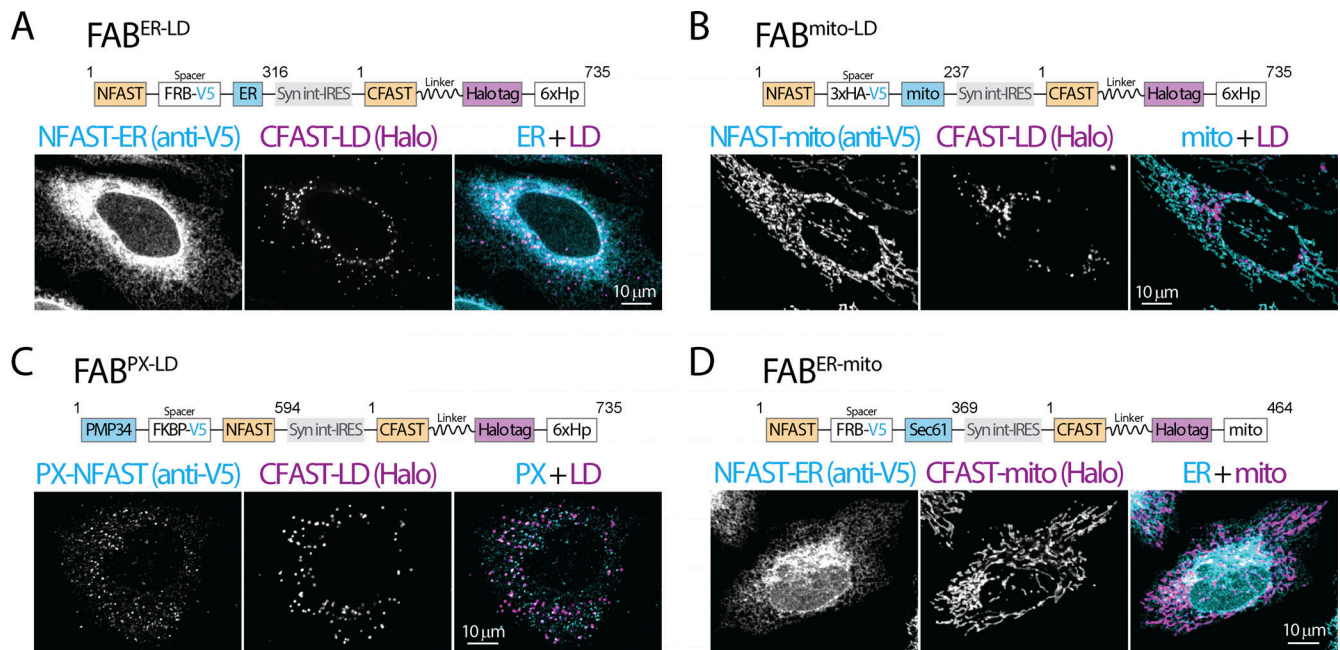 A
FAB^ER-LD
1 Spacer 316 1 Linker 735
NFAST FRB-V5 ER Syn int-IRES CFAST Halo tag 6xHp
NFAST-ER (anti-V5) CFAST-LD (Halo) ER + LD
10 μm
B
FAB^mito-LD
1 Spacer 237 1 Linker 735
NFAST 3xHA-V5 mito Syn int-IRES CFAST Halo tag 6xHp
NFAST-mito (anti-V5) CFAST-LD (Halo) mito + LD
10 μm
C
FAB^PX-LD
1 Spacer 594 1 Linker 735
PMP34 FKBP-V5 NFAST Syn int-IRES CFAST Halo tag 6xHp
PX-NFAST (anti-V5) CFAST-LD (Halo) PX + LD
10 μm
D
FAB^ER-mito
1 Spacer 369 1 Linker 464
NFAST FRB-V5 Sec61 Syn int-IRES CFAST Halo tag mito
NFAST-ER (anti-V5) CFAST-mito (Halo) ER + mito
10 μm